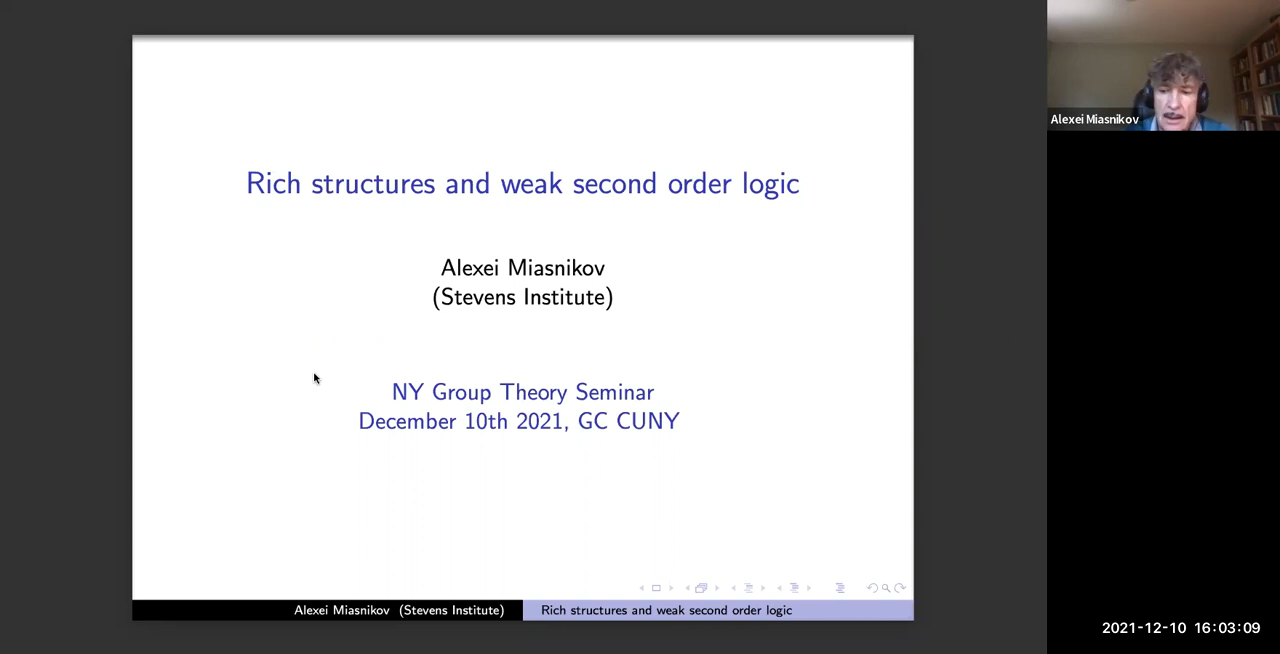 Rich structures and weak second order logic
Alexei Miasnikov
(Stevens Institute)
NY Group Theory Seminar
December 10th 2021, GC CUNY
Alexei Miasnikov (Stevens Institute)
Rich structures and weak second order logic
Alexei Miasnikov
2021-12-10 16:03:09